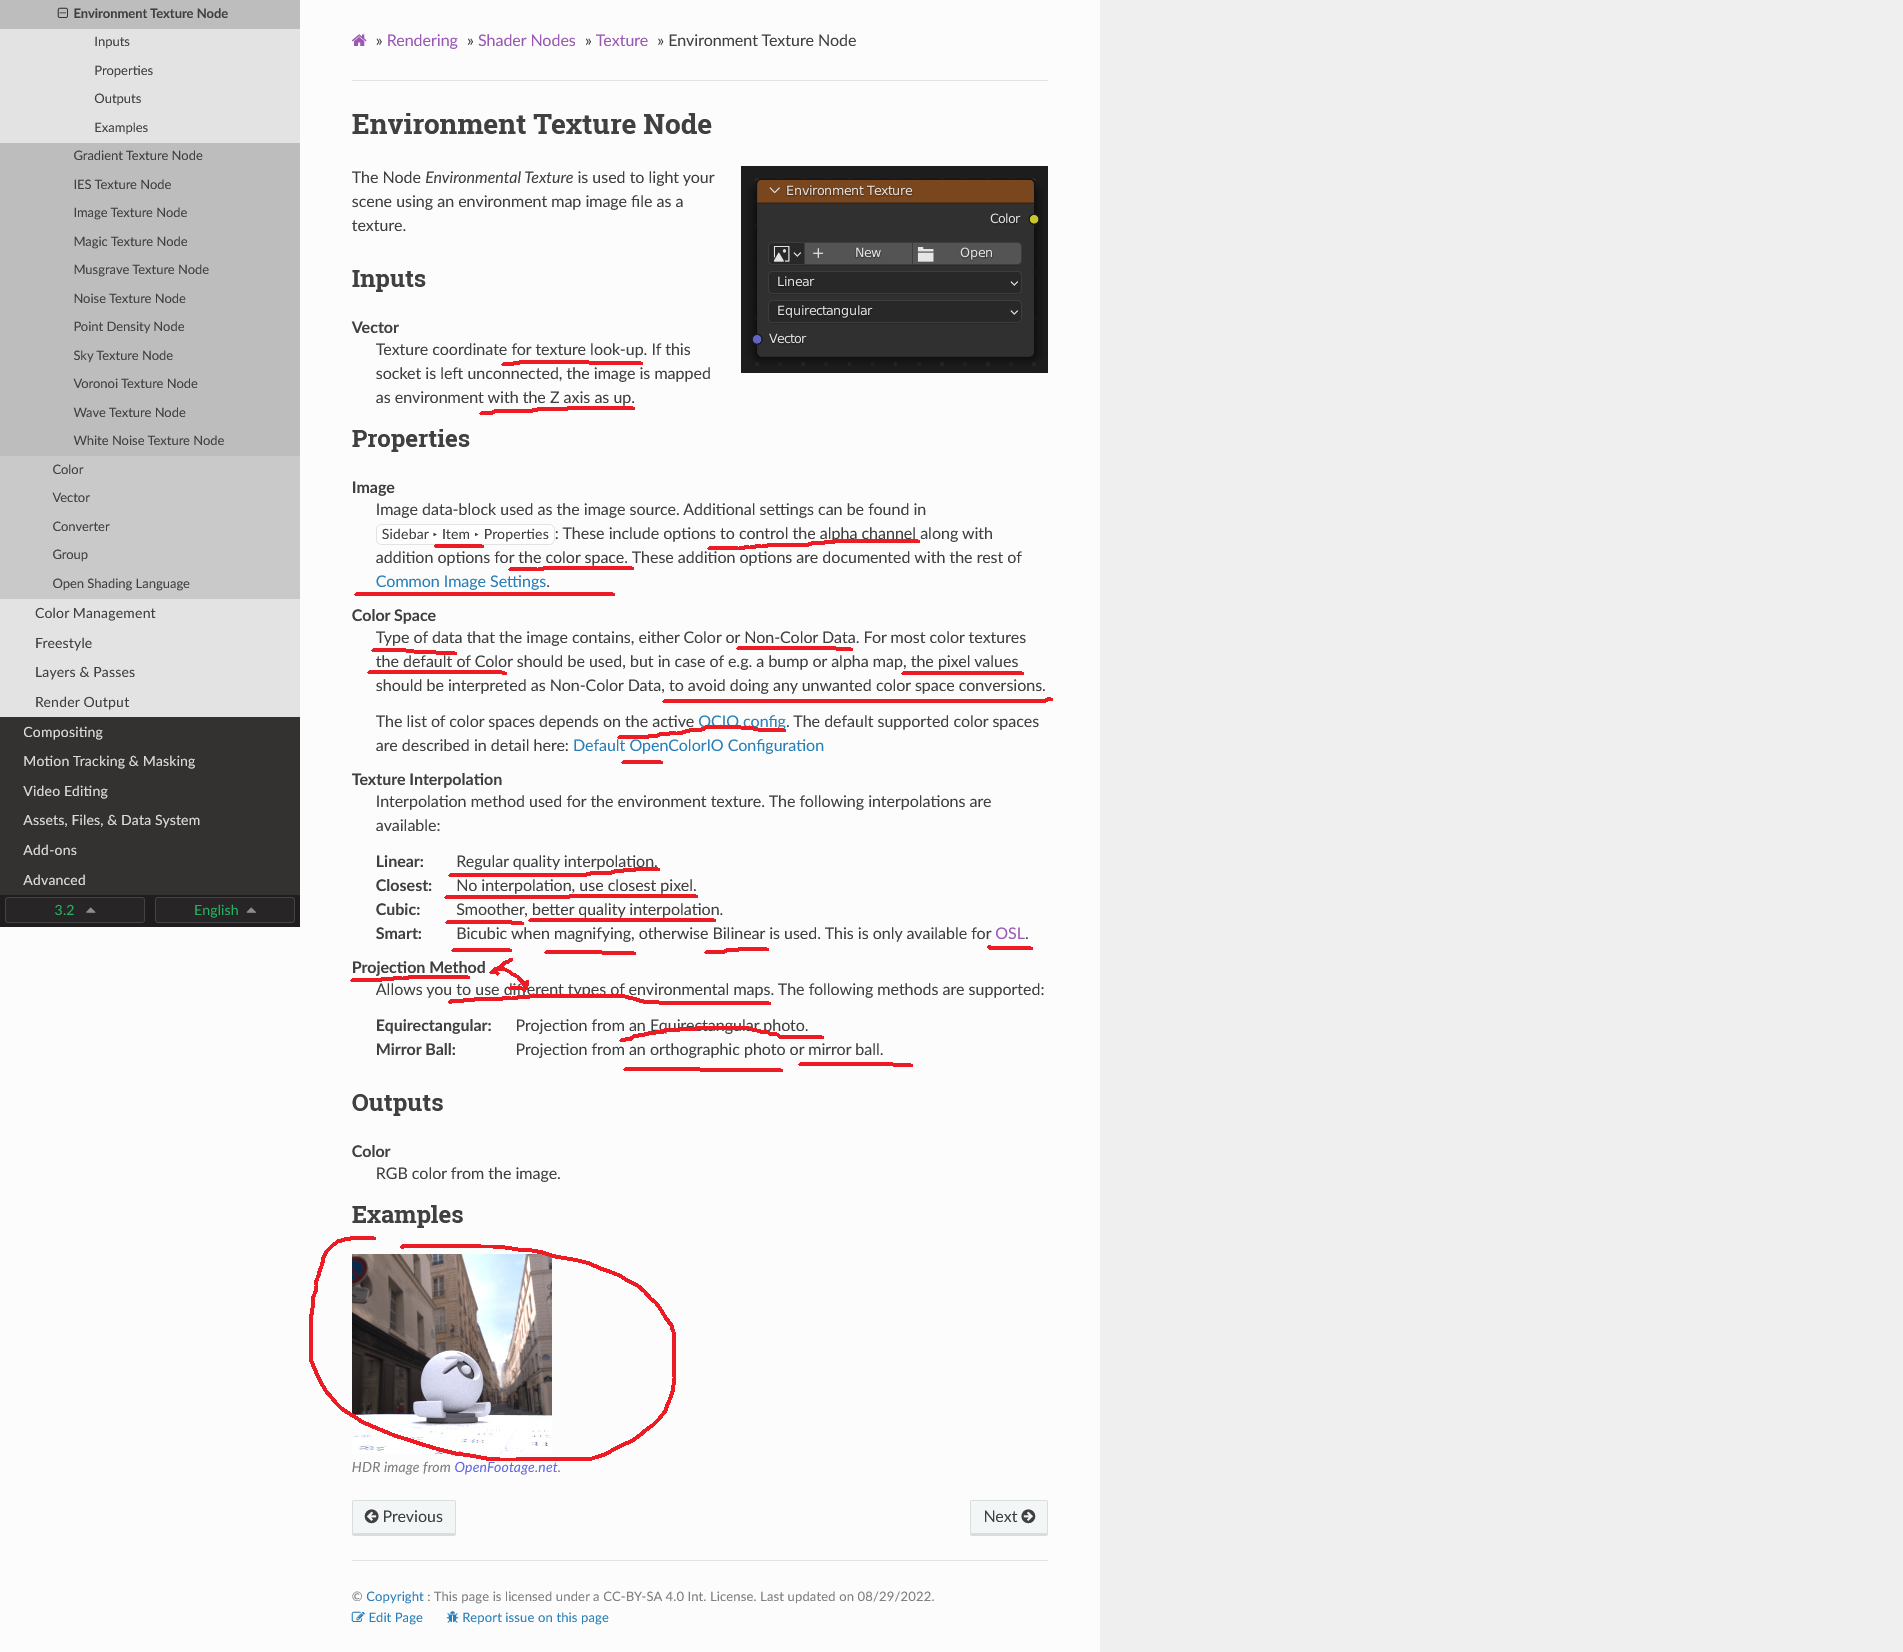 Environment Texture Node
Inputs
Properties
Outputs
Examples
Gradient Texture Node
IES Texture Node
Image Texture Node
Magic Texture Node
Musgrave Texture Node
Noise Texture Node
Point Density Node
Sky Texture Node
Voronoi Texture Node
Wave Texture Node
White Noise Texture Node
Color
Vector
Converter
Group
Open Shading Language
Color Management
Freestyle
Layers & Passes
Render Output
Compositing
Motion Tracking & Masking
Video Editing
Assets, Files, & Data System
Add-ons
Advanced
3.2
English
» Rendering » Shader Nodes » Texture » Environment Texture Node
Environment Texture Node
The Node Environmental Texture is used to light your
scene using an environment map image file as a
texture.
Environment Texture
Color
New
Open
Linear
Equirectangular
Vector
Inputs
Vector
Texture coordinate for texture look-up. If this
socket is left unconnected, the image is mapped
as environment with the Z axis as up.
Properties
Image
Image data-block used as the image source. Additional settings can be found in
Sidebar ‣ Item ‣ Properties: These include options to control the alpha channel along with
addition options for the color space. These addition options are documented with the rest of
Common Image Settings.
Color Space
Type of data that the image contains, either Color or Non-Color Data. For most color textures
the default of Color should be used, but in case of e.g. a bump or alpha map, the pixel values
should be interpreted as Non-Color Data, to avoid doing any unwanted color space conversions.
The list of color spaces depends on the active OCIO config. The default supported color spaces
are described in detail here: Default OpenColorIO Configuration
Texture Interpolation
Interpolation method used for the environment texture. The following interpolations are
available:
Linear: Regular quality interpolation.
Closest: No interpolation, use closest pixel.
Cubic: Smoother, better quality interpolation.
Smart: Bicubic when magnifying, otherwise Bilinear is used. This is only available for OSL.
Projection Method
Allows you to use different types of environmental maps. The following methods are supported:
Equirectangular: Projection from an Equirectangular photo.
Mirror Ball: Projection from an orthographic photo or mirror ball.
Outputs
Color
RGB color from the image.
Examples
HDR image from OpenFootage.net.
Previous
Next
© Copyright : This page is licensed under a CC-BY-SA 4.0 Int. License. Last updated on 08/29/2022.
Edit Page Report issue on this page